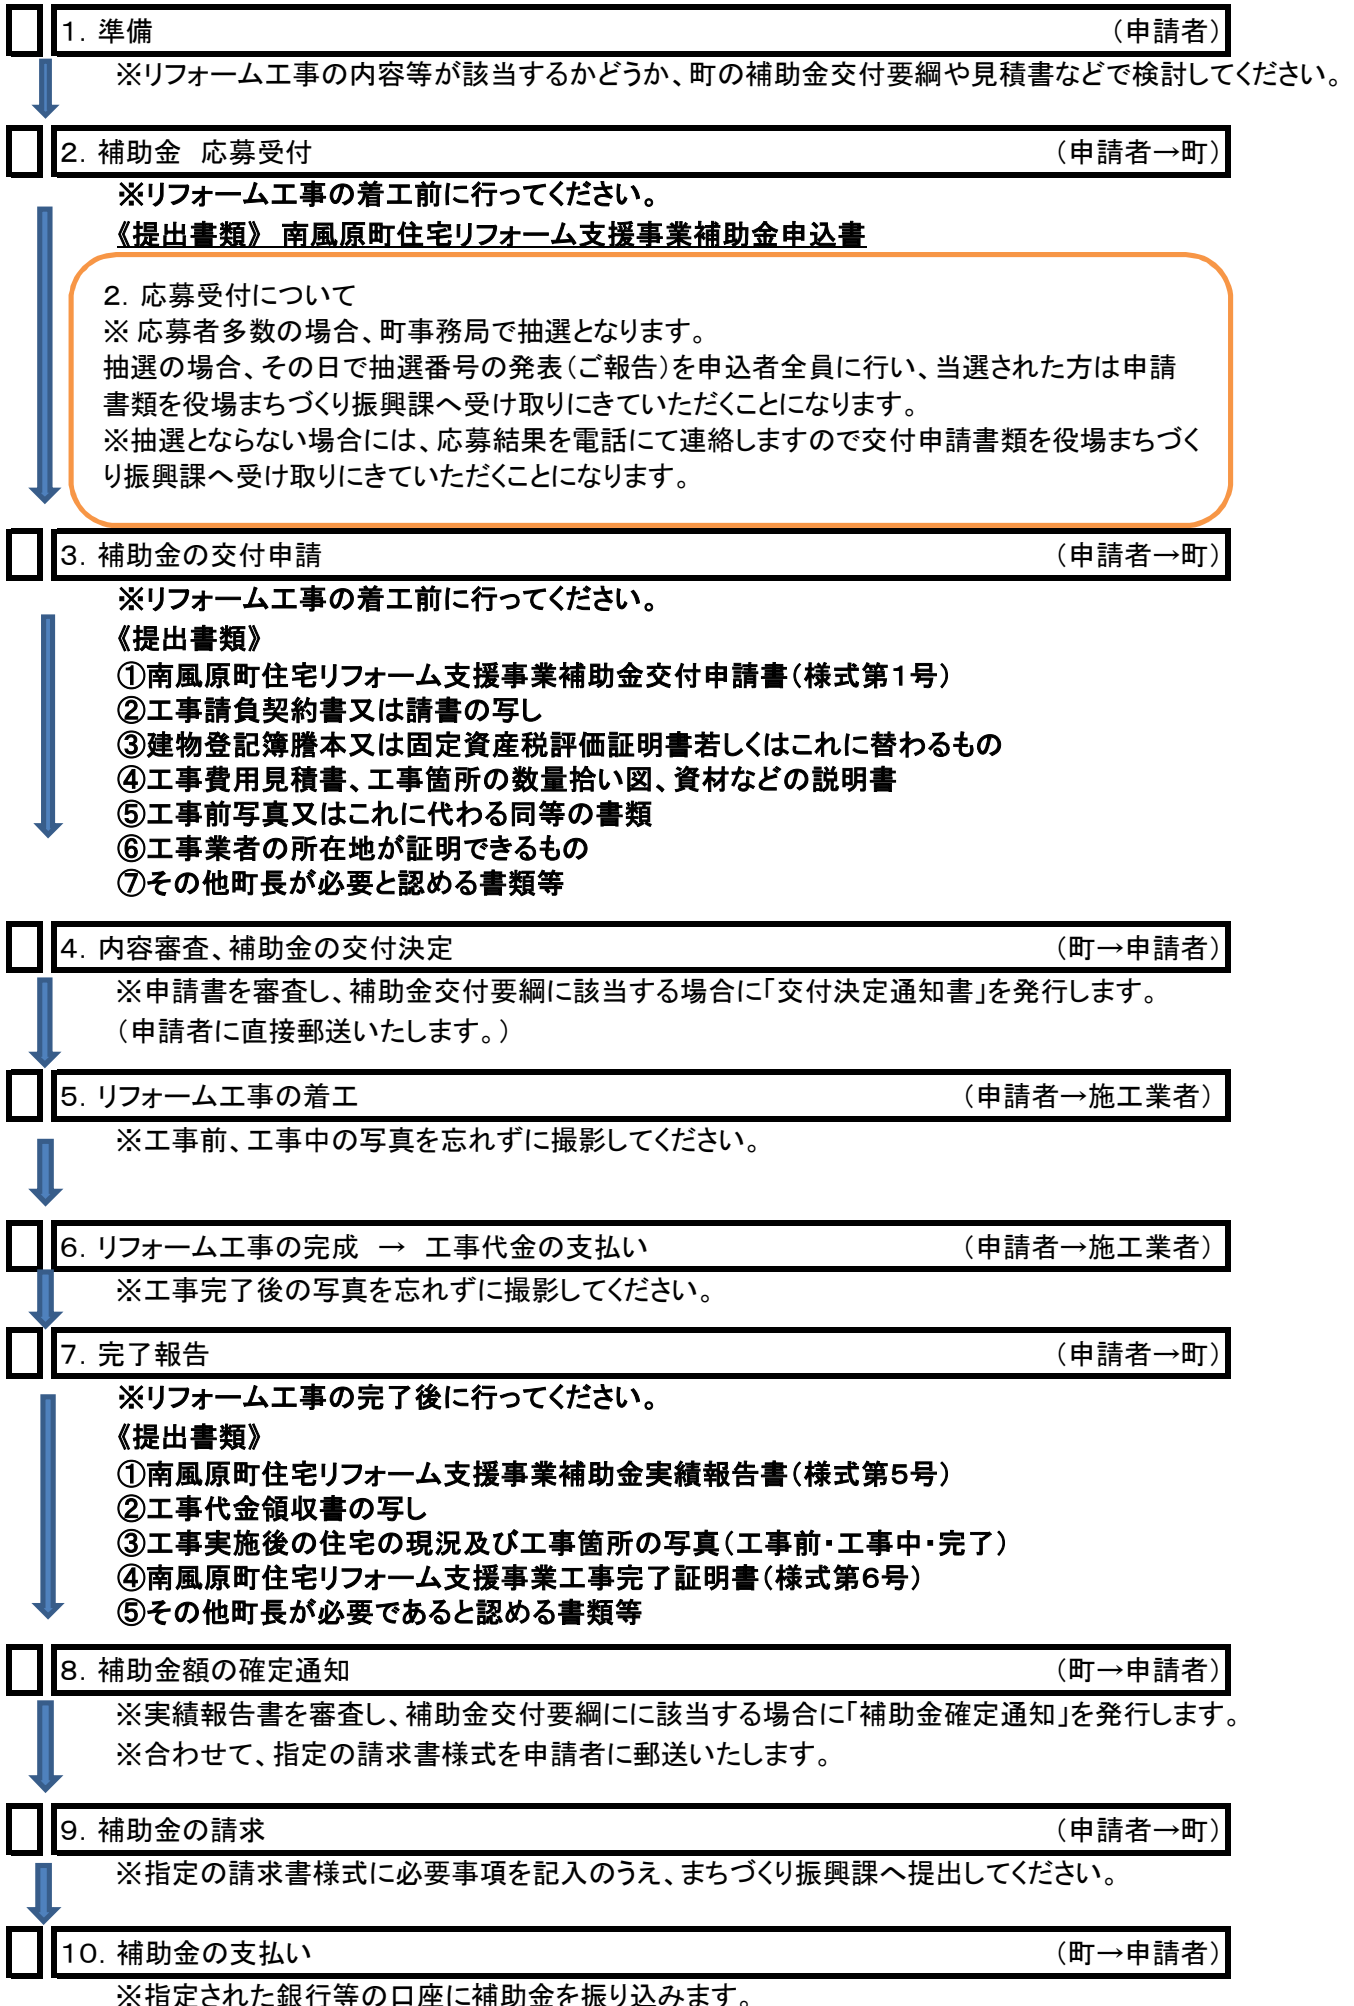 1. 準備　（申請者）
※リフォーム工事の内容等が該当するかどうか、町の補助金交付要綱や見積書などで検討してください。
2. 補助金　応募受付　（申請者→町）
※リフォーム工事の着工前に行ってください。
《提出書類》 南風原町住宅リフォーム支援事業補助金申込書
2. 応募受付について
※ 応募者多数の場合、町事務局で抽選となります。
抽選の場合、その日で抽選番号の発表（ご報告）を申込者全員に行い、当選された方は申請
書類を役場まちづくり振興課へ受け取りにきていただくことになります。
※抽選とならない場合には、応募結果を電話にて連絡しますので交付申請書類を役場まちづく
り振興課へ受け取りにきていただくことになります。
3. 補助金の交付申請　（申請者→町）
※リフォーム工事の着工前に行ってください。
《提出書類》
①南風原町住宅リフォーム支援事業補助金交付申請書（様式第１号）
②工事請負契約書又は請書の写し
③建物登記簿謄本又は固定資産税評価証明書若しくはこれに替わるもの
④工事費用見積書、工事箇所の数量拾い図、資材などの説明書
⑤工事前写真又はこれに代わる同等の書類
⑥工事業者の所在地が証明できるもの
⑦その他町長が必要と認める書類等
4. 内容審査、補助金の交付決定　（町→申請者）
※申請書を審査し、補助金交付要綱に該当する場合に「交付決定通知書」を発行します。
（申請者に直接郵送いたします。）
5. リフォーム工事の着工　（申請者→施工業者）
※工事前、工事中の写真を忘れずに撮影してください。
6. リフォーム工事の完成　→　工事代金の支払い　（申請者→施工業者）
※工事完了後の写真を忘れずに撮影してください。
7. 完了報告　（申請者→町）
※リフォーム工事の完了後に行ってください。
《提出書類》
①南風原町住宅リフォーム支援事業補助金実績報告書（様式第５号）
②工事代金領収書の写し
③工事実施後の住宅の現況及び工事箇所の写真（工事前・工事中・完了）
④南風原町住宅リフォーム支援事業工事完了証明書（様式第６号）
⑤その他町長が必要であると認める書類等
8. 補助金額の確定通知　（町→申請者）
※実績報告書を審査し、補助金交付要綱にに該当する場合に「補助金確定通知」を発行します。
※合わせて、指定の請求書様式を申請者に郵送いたします。
9. 補助金の請求　（申請者→町）
※指定の請求書様式に必要事項を記入のうえ、まちづくり振興課へ提出してください。
10. 補助金の支払い　（町→申請者）
※指定された銀行等の口座に補助金を振り込みます。